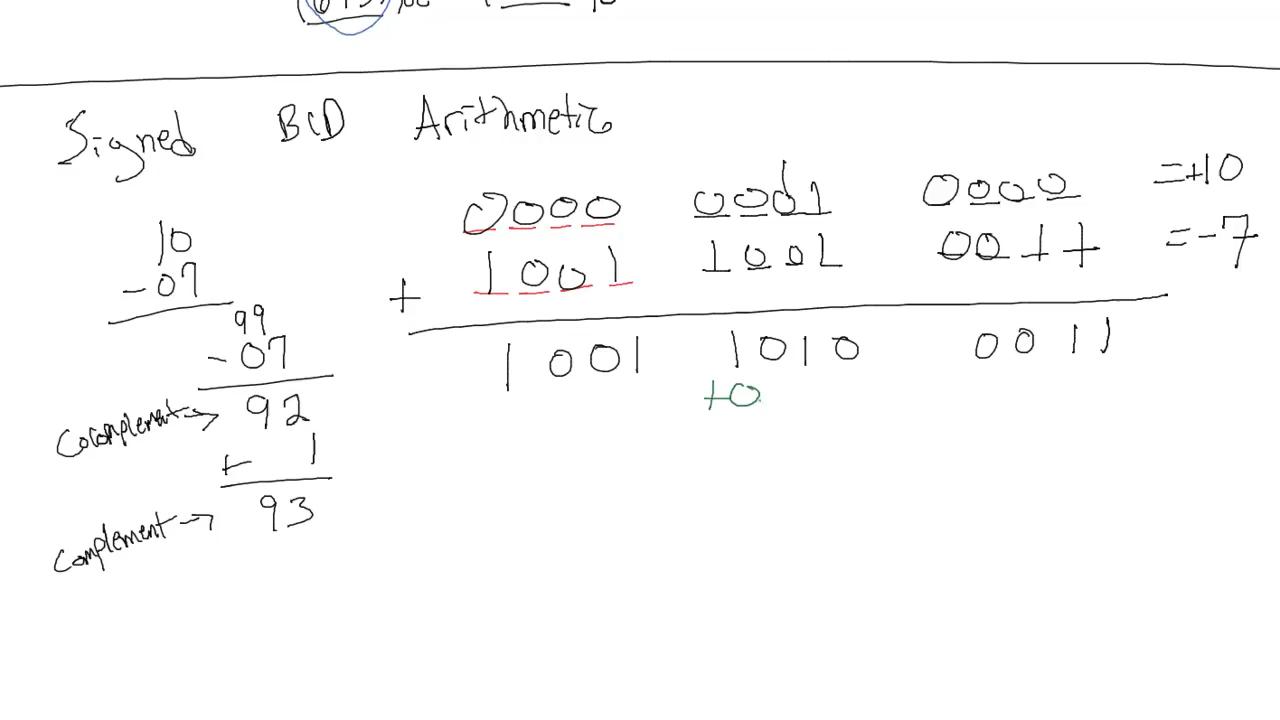 Signed BCD Arithmetic
0000 0001 0000 =+10
+ 1001 1001 0011 =-7
1001 1010 0011
+0
10
-07
99
-07
Cocomplement→ 92
+ 1
complement→ 93